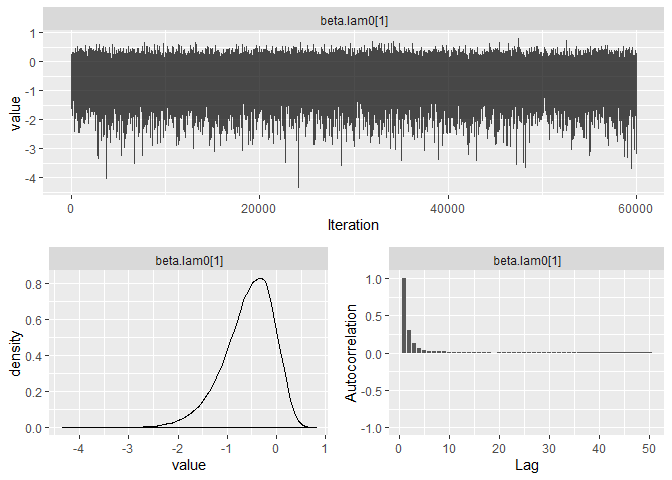 beta.lam0[1]
1
0
-1
-2
-3
-4
value
0 20000 40000 60000
Iteration
beta.lam0[1]
0.8
0.6
0.4
0.2
0.0
density
-4 -3 -2 -1 0 1
value
beta.lam0[1]
1.0
0.5
0.0
-0.5
-1.0
Autocorrelation
0 10 20 30 40 50
Lag